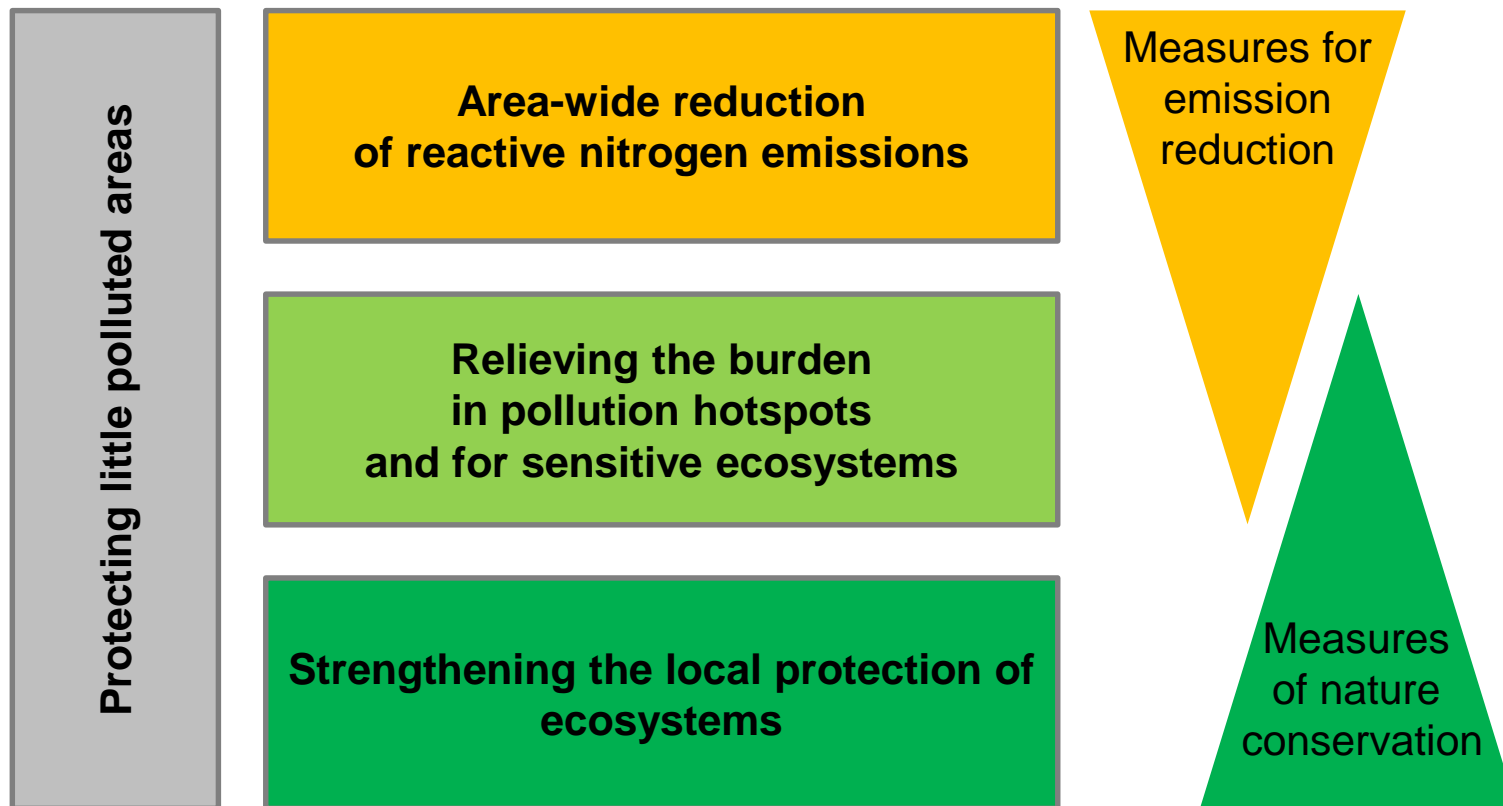 Protecting little polluted areas
Area-wide reduction
of reactive nitrogen emissions
Relieving the burden
in pollution hotspots
and for sensitive ecosystems
Strengthening the local protection of
ecosystems
Measures for
emission
reduction
Measures
of nature
conservation